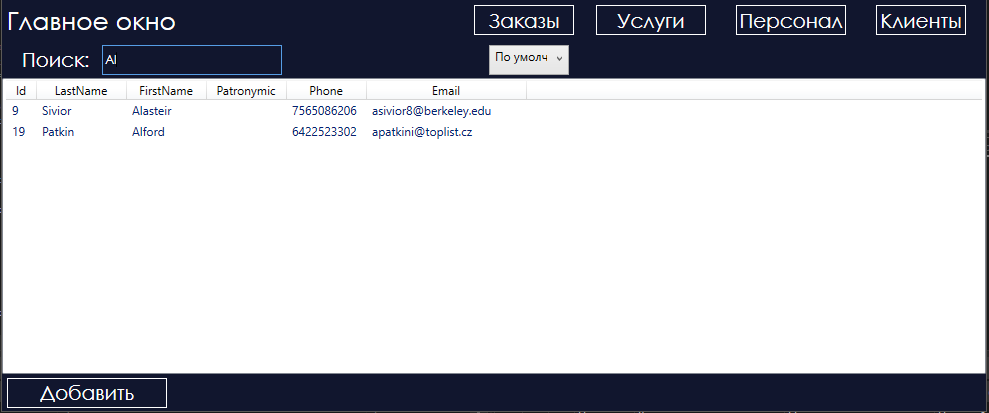 Главное окно Заказы Услуги Персонал Клиенты
Поиск: Al По умолч
Id LastName FirstName Patronymic Phone Email
9 Sivior Alasteir 7565086206 asivior8@berkeley.edu
19 Patkin Alford 6422523302 apatkini@toplist.cz
Добавить